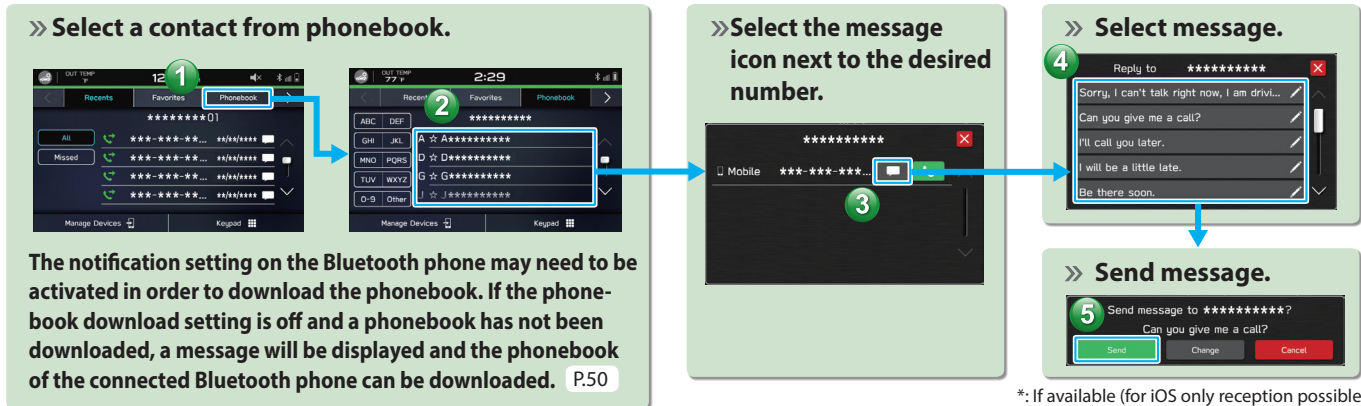 » Select a contact from phonebook.
OUT TEMP
°F
12
1
Recents Favorites Phonebook
********01
All
Missed
***-***-**... **/**/****
***-***-**... **/**/****
***-***-**... **/**/****
***-***-**... **/**/****
Manage Devices Keypad
OUT TEMP
77 °F
2:29
Favorites Phonebook
2
**********
ABC DEF
GHI JKL
MNO PQRS
TUV WXYZ
0-9 Other
A ☆ A**********
D ☆ D**********
G ☆ G**********
J ☆ J**********
Manage Devices Keypad
The notification setting on the Bluetooth phone may need to be
activated in order to download the phonebook. If the phone-
book download setting is off and a phonebook has not been
downloaded, a message will be displayed and the phonebook
of the connected Bluetooth phone can be downloaded. P.50
» Select the message
icon next to the desired
number.
**********
Mobile ***-***-***...
3
» Select message.
4
Reply to **********
Sorry, I can't talk right now, I am drivi...
Can you give me a call?
I'll call you later.
I will be a little late.
Be there soon.
» Send message.
5
Send message to **********?
Can you give me a call?
Send Change Cancel
*: If available (for iOS only reception possible